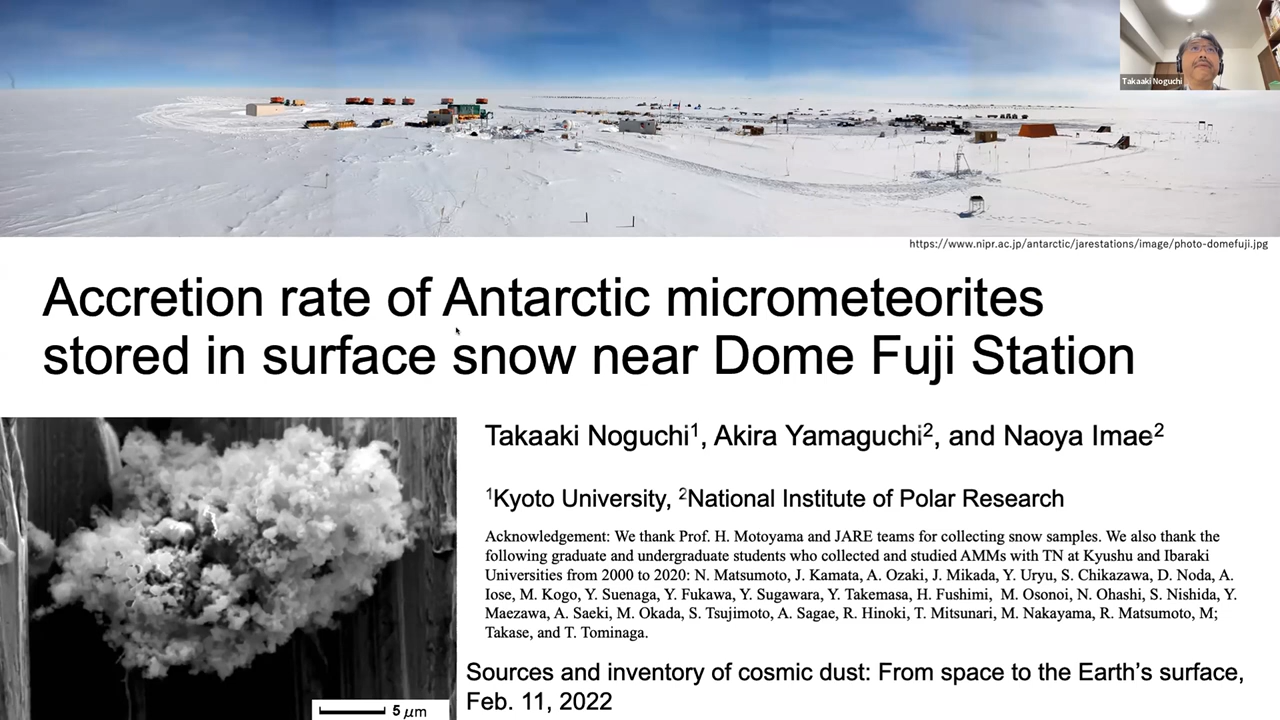 Takaaki Noguchi
https://www.nipr.ac.jp/antarctic/jarestations/image/photo-domefuji.jpg
Accretion rate of Antarctic micrometeorites
stored in surface snow near Dome Fuji Station
Takaaki Noguchi¹, Akira Yamaguchi², and Naoya Imae²
¹Kyoto University, ²National Institute of Polar Research
Acknowledgement: We thank Prof. H. Motoyama and JARE teams for collecting snow samples. We also thank the
following graduate and undergraduate students who collected and studied AMMs with TN at Kyushu and Ibaraki
Universities from 2000 to 2020: N. Matsumoto, J. Kamata, A. Ozaki, J. Mikada, Y. Uryu, S. Chikazawa, D. Noda, A.
Iose, M. Kogo, Y. Suenaga, Y. Fukawa, Y. Sugawara, Y. Takemasa, H. Fushimi, M. Osonoi, N. Ohashi, S. Nishida, Y.
Maezawa, A. Saeki, M. Okada, S. Tsujimoto, A. Sagae, R. Hinoki, T. Mitsunari, M. Nakayama, R. Matsumoto, M;
Takase, and T. Tominaga.
Sources and inventory of cosmic dust: From space to the Earth's surface,
Feb. 11, 2022
5 μm